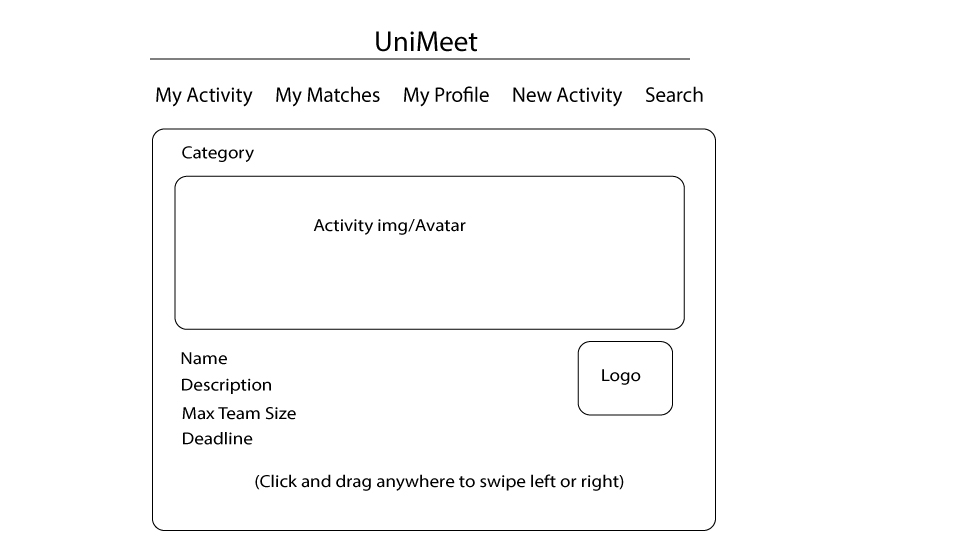 UniMeet
My Activity My Matches My Profile New Activity Search
Category
Activity img/Avatar
Name
Logo
Description
Max Team Size
Deadline
(Click and drag anywhere to swipe left or right)